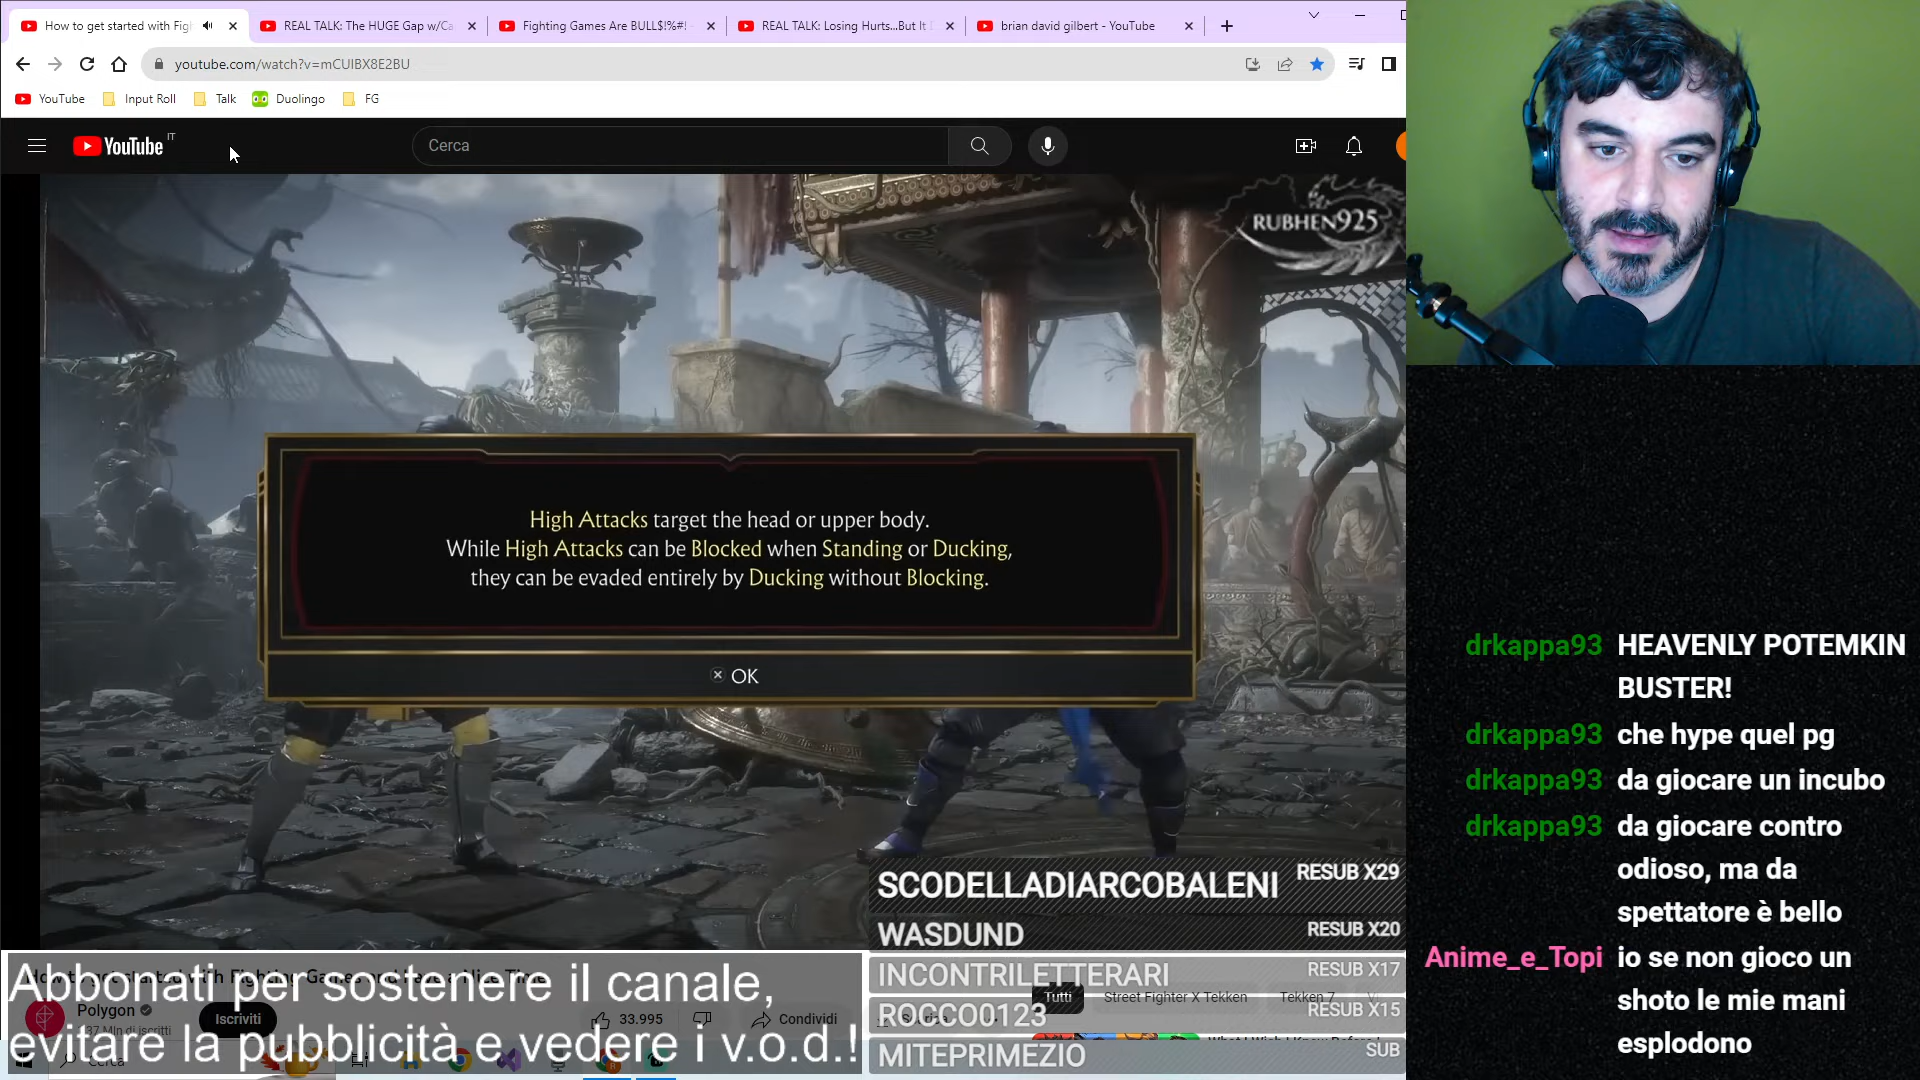 How to get started with Figh
REAL TALK: The HUGE Gap w/Ca
Fighting Games Are BULL$!%#! -
REAL TALK: Losing Hurts...But It D
brian david gilbert - YouTube
youtube.com/watch?v=mCUIBX8E2BU
YouTube
Input Roll
Talk
Duolingo
FG
YouTube IT
Cerca
RUBHEN925
High Attacks target the head or upper body.
While High Attacks can be Blocked when Standing or Ducking,
they can be evaded entirely by Ducking without Blocking.
OK
SCODELLADIARCOBALENI RESUB X29
WASDUND RESUB X20
INCONTRILETTERARI RESUB X17
ROCCO0123 RESUB X15
MITEPRIMEZIO SUB
Abbonati per sostenere il canale,
evitare la pubblicità e vedere i v.o.d.!
Polygon
Iscriviti
33.995
Condividi
Tutti
Street Fighter X Tekken
Tekken 7
Cerca
drkappa93 HEAVENLY POTEMKIN
BUSTER!
drkappa93 che hype quel pg
drkappa93 da giocare un incubo
drkappa93 da giocare contro
odioso, ma da
spettatore è bello
Anime_e_Topi io se non gioco un
shoto le mie mani
esplodono